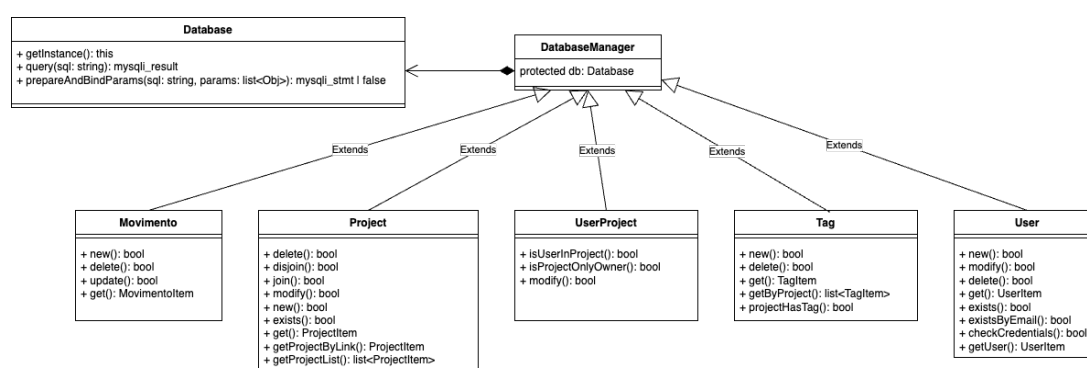 Database
+ getInstance(): this
+ query(sql: string): mysqli_result
+ prepareAndBindParams(sql: string, params: list<Obj>): mysqli_stmt | false
DatabaseManager
protected db: Database
Extends
Extends
Extends
Extends
Extends
Movimento
+ new(): bool
+ delete(): bool
+ update(): bool
+ get(): MovimentoItem
Project
+ delete(): bool
+ disjoin(): bool
+ join(): bool
+ modify(): bool
+ new(): bool
+ exists(): bool
+ get(): ProjectItem
+ getProjectByLink(): ProjectItem
+ getProjectList(): list<ProjectItem>
UserProject
+ isUserInProject(): bool
+ isProjectOnlyOwner(): bool
+ modify(): bool
Tag
+ new(): bool
+ delete(): bool
+ get(): TagItem
+ getByProject(): list<TagItem>
+ projectHasTag(): bool
User
+ new(): bool
+ modify(): bool
+ delete(): bool
+ get(): UserItem
+ exists(): bool
+ existsByEmail(): bool
+ checkCredentials(): bool
+ getUser(): UserItem